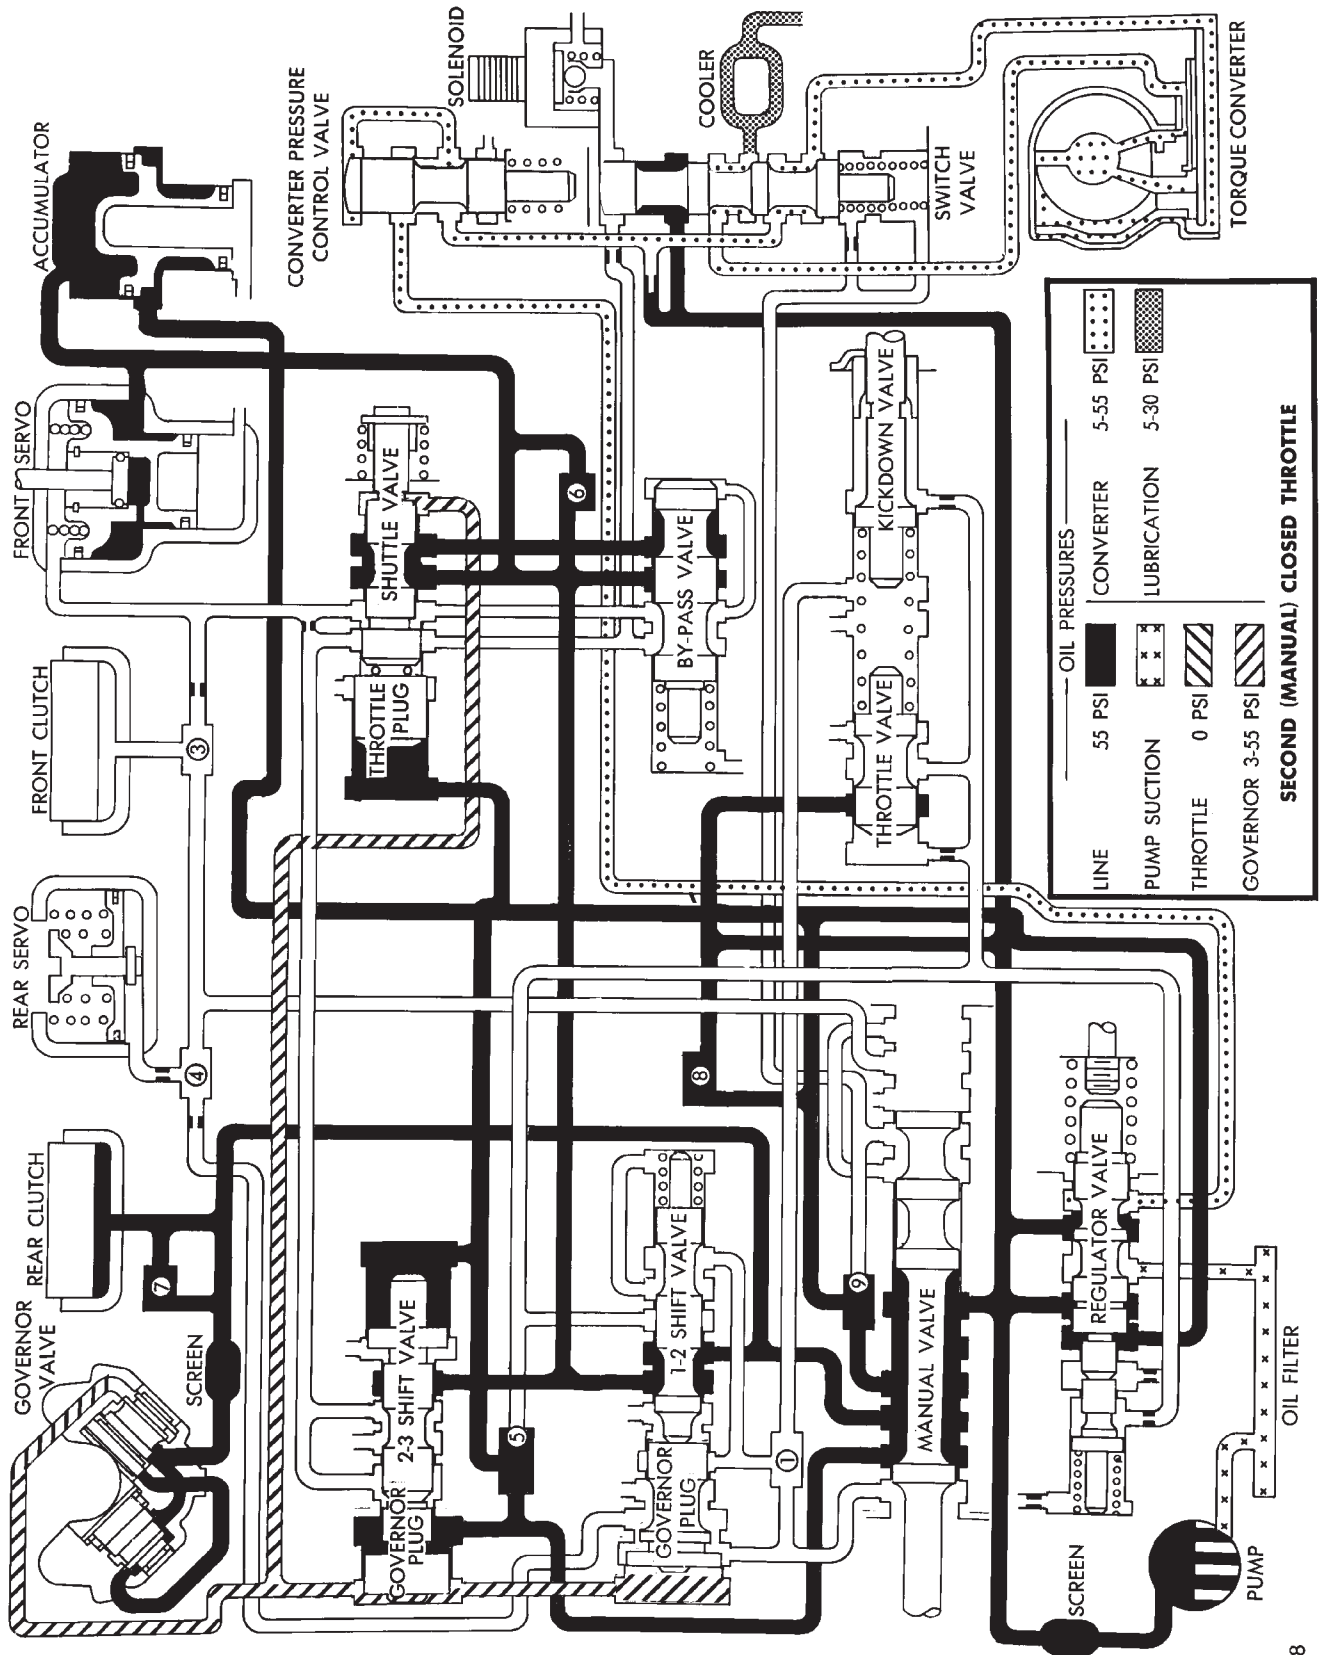 GOVERNOR
VALVE
REAR CLUTCH
REAR SERVO
FRONT CLUTCH
FRONT SERVO
ACCUMULATOR
SCREEN
7
4
3
CONVERTER PRESSURE
CONTROL VALVE
SOLENOID
GOVERNOR
PLUG
2-3 SHIFT VALVE
THROTTLE
PLUG
SHUTTLE VALVE
5
6
GOVERNOR
PLUG
1-2 SHIFT VALVE
8
BY-PASS VALVE
COOLER
1
9
THROTTLE VALVE
KICKDOWN VALVE
SWITCH
VALVE
MANUAL VALVE
REGULATOR VALVE
SCREEN
PUMP
OIL FILTER
TORQUE CONVERTER
OIL PRESSURES
LINE 55 PSI
CONVERTER 5-55 PSI
PUMP SUCTION
LUBRICATION 5-30 PSI
THROTTLE 0 PSI
GOVERNOR 3-55 PSI
SECOND (MANUAL) CLOSED THROTTLE
8